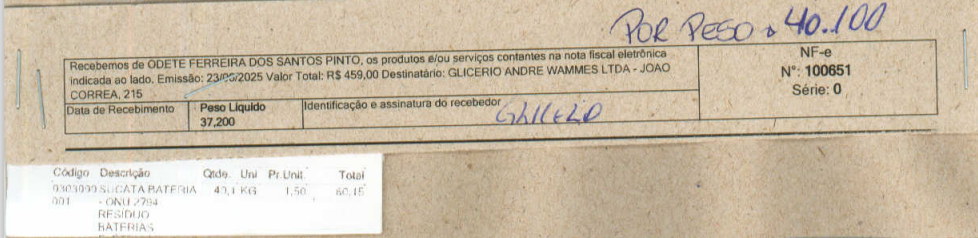 POR PESO 40.100
Recebemos de ODETE FERREIRA DOS SANTOS PINTO, os produtos e/ou serviços contantes na nota fiscal eletrônica
indicada ao lado. Emissão: 23/05/2025 Valor Total: R$ 459,00 Destinatário: GLICERIO ANDRE WAMMES LTDA - JOAO
CORREA, 215
NF-e
N°: 100651
Série: 0
Data de Recebimento
Peso Liquido
37,200
Identificação e assinatura do recebedor
Código Descrição Qtde. Uni Pr.Unit. Total
9303099 SUCATA BATERIA 40,1 KG 1,50 60,15
001 - ONU 2794
RESIDUO
BATERIAS